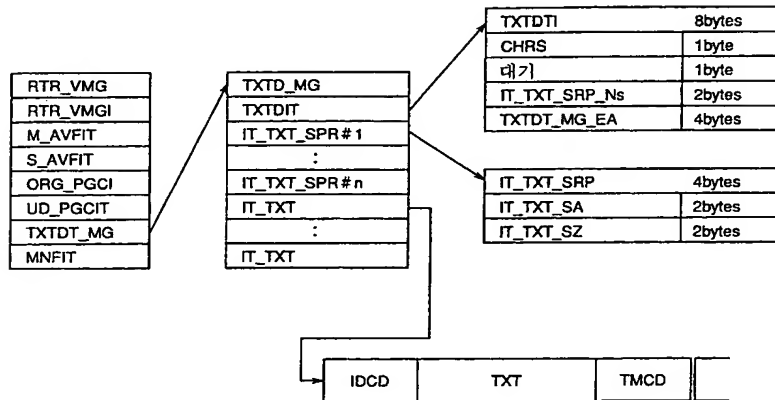 RTR_VMG
RTR_VMGI
M_AVFIT
S_AVFIT
ORG_PGCI
UD_PGCIT
TXTDT_MG
MNFIT
TXTD_MG
TXTDIT
IT_TXT_SPR#1
:
IT_TXT_SPR#n
IT_TXT
:
IT_TXT
TXTDTI 8bytes
CHRS 1byte
대기 1byte
IT_TXT_SRP_Ns 2bytes
TXTDT_MG_EA 4bytes
IT_TXT_SRP 4bytes
IT_TXT_SA 2bytes
IT_TXT_SZ 2bytes
IDCD TXT TMCD